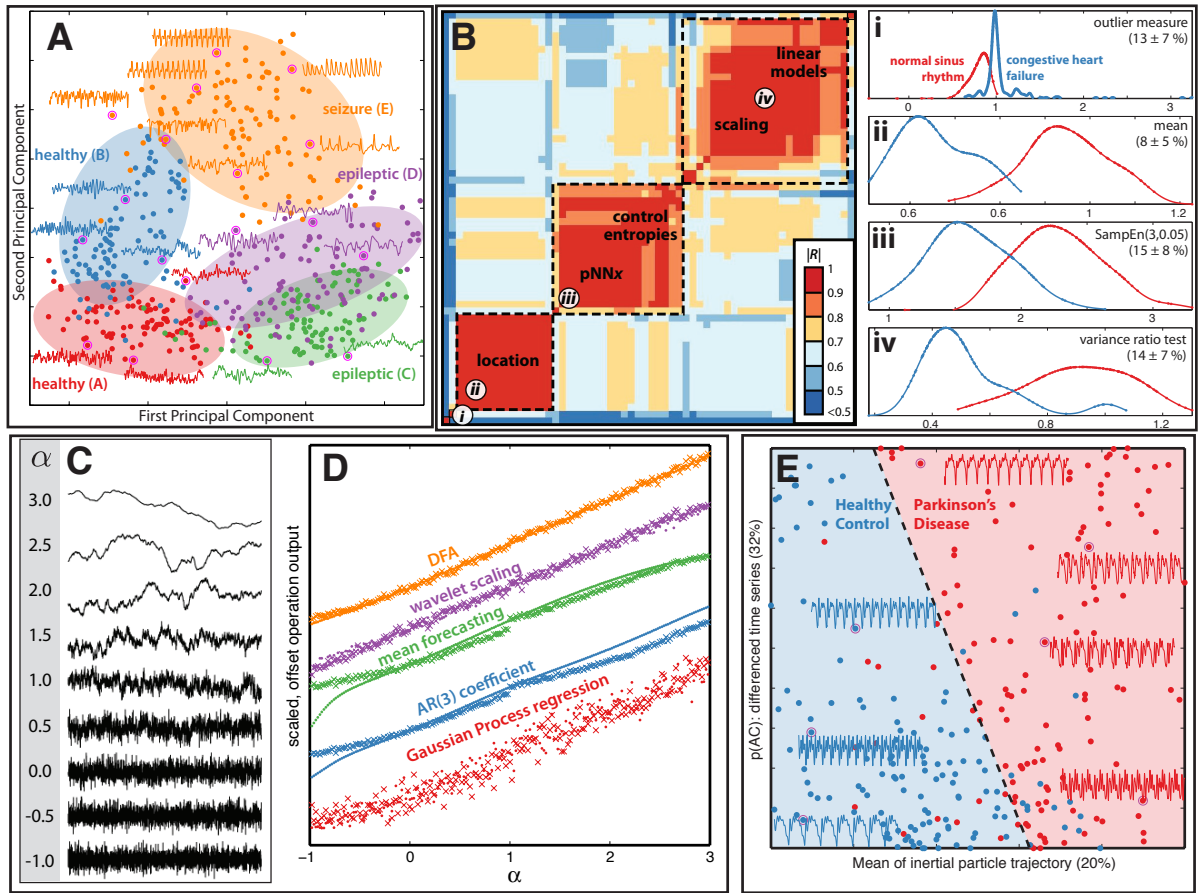 A
seizure (E)
healthy (B)
epileptic (D)
healthy (A)
epileptic (C)
Second Principal Component
First Principal Component
B
linear
models
iv
scaling
control
entropies
pNNx
iii
location
ii
i
|R|
1
0.9
0.8
0.7
0.6
0.5
<0.5
i
outlier measure
(13 ± 7 %)
normal sinus
rhythm
congestive heart
failure
0 1 2 3
ii
mean
(8 ± 5 %)
0.6 0.6 1 1.2
iii
SampEn(3,0.05)
(15 ± 8 %)
1 2 3
iv
variance ratio test
(14 ± 7 %)
0.4 0.8 1.2
α C
3.0
2.5
2.0
1.5
1.0
0.5
0.0
-0.5
-1.0
D
DFA
wavelet scaling
mean forecasting
AR(3) coefficient
Gaussian Process regression
scaled, offset operation output
−1 0 1 2 3
α
E
Healthy
Control
Parkinson's
Disease
p(AC): differenced time series (32%)
Mean of inertial particle trajectory (20%)